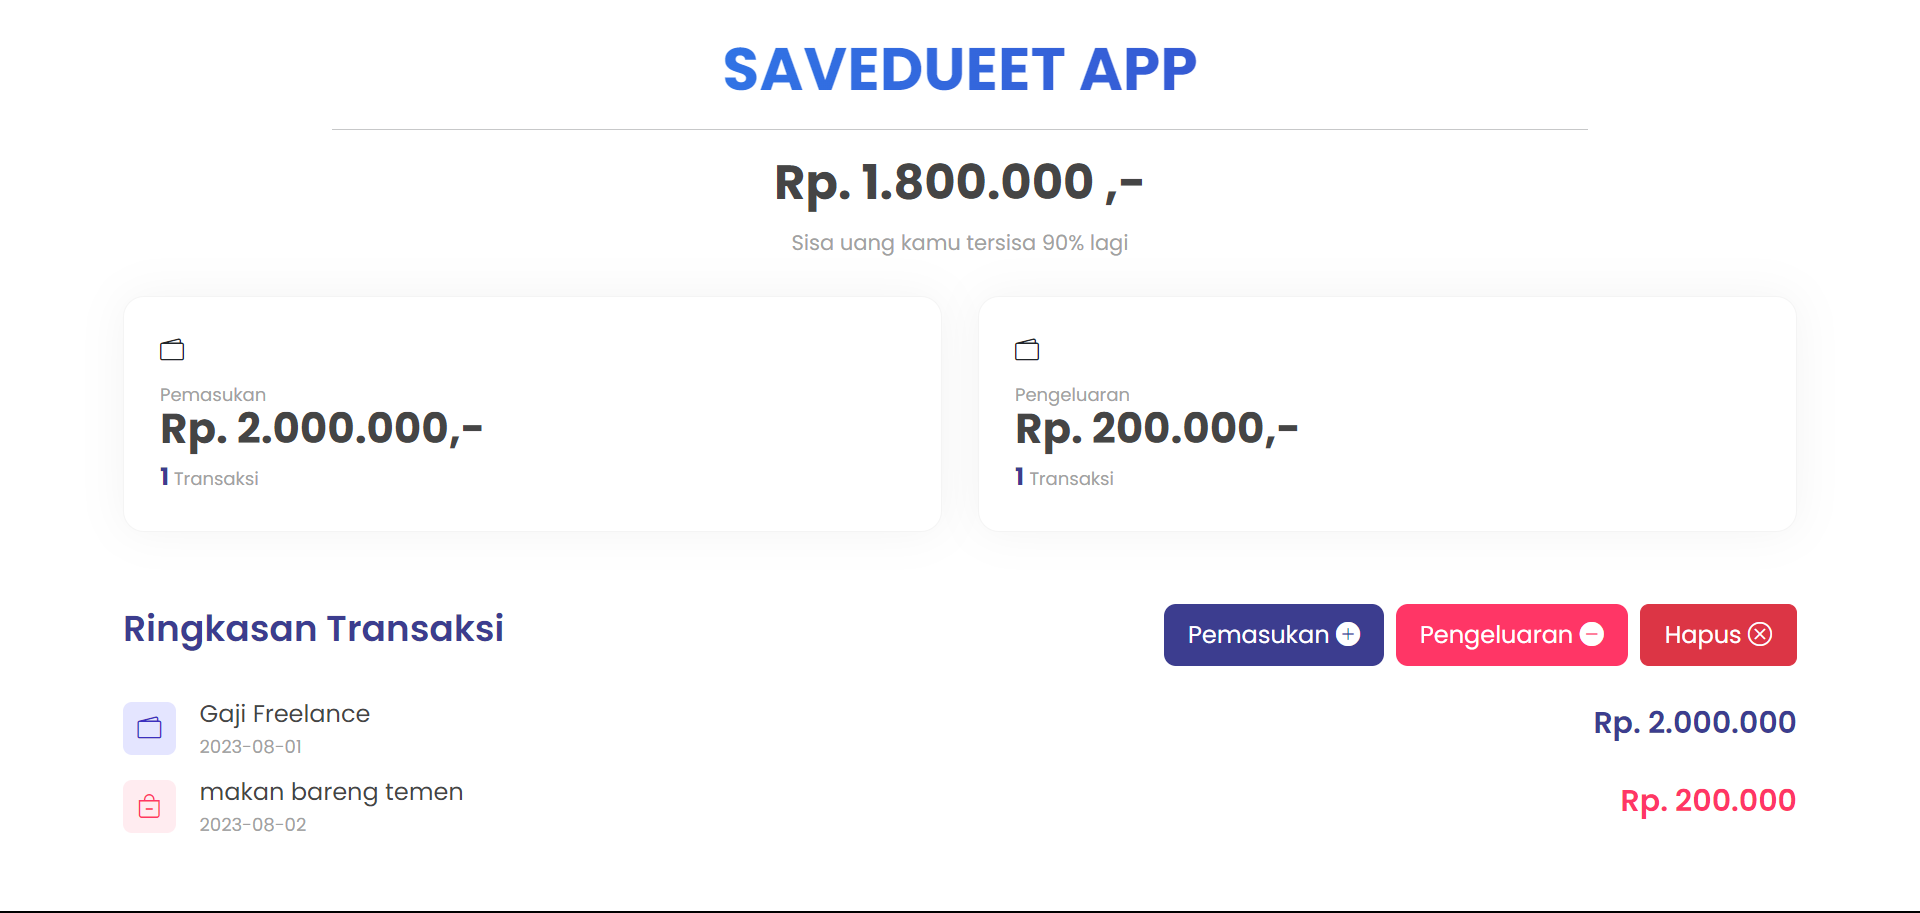 SAVEDUEET APP
Rp. 1.800.000 ,-
Sisa uang kamu tersisa 90% lagi
Pemasukan
Rp. 2.000.000,-
1 Transaksi
Pengeluaran
Rp. 200.000,-
1 Transaksi
Ringkasan Transaksi
Pemasukan
Pengeluaran
Hapus
Gaji Freelance
2023-08-01
Rp. 2.000.000
makan bareng temen
2023-08-02
Rp. 200.000